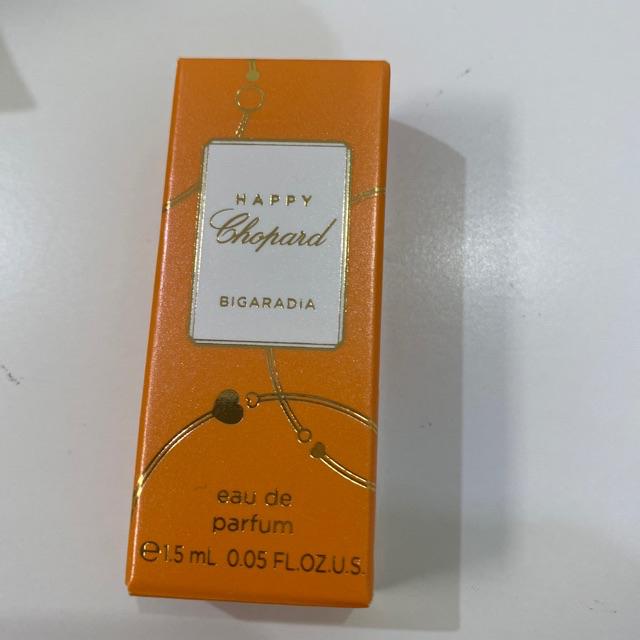 HAPPY
Chopard
BIGARADiA
eau de
parfum
℮1.5 mL 0.05 FL.OZ.U.S.